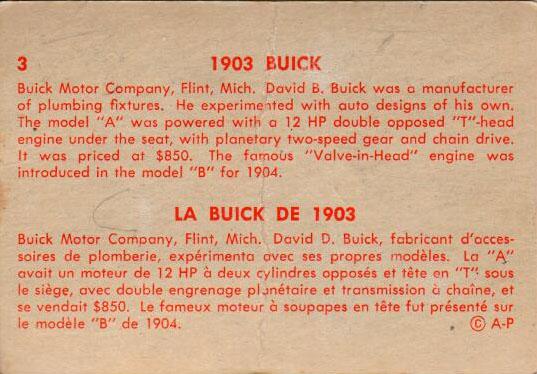 3 1903 BUICK
Buick Motor Company, Flint, Mich. David B. Buick was a manufacturer
of plumbing fixtures. He experimented with auto designs of his own.
The model "A" was powered with a 12 HP double opposed "T"-head
engine under the seat, with planetary two-speed gear and chain drive.
It was priced at $850. The famous "Valve-in-Head" engine was
introduced in the model "B" for 1904.
LA BUICK DE 1903
Buick Motor Company, Flint, Mich. David D. Buick, fabricant d'acces-
soires de plomberie, expérimenta avec ses propres modèles. La "A"
avait un moteur de 12 HP à deux cylindres opposés et tête en "T" sous
le siège, avec double engrenage planétaire et transmission à chaîne, et
se vendait $850. Le fameux moteur à soupapes en tête fut présenté sur
le modèle "B" de 1904. © A-P